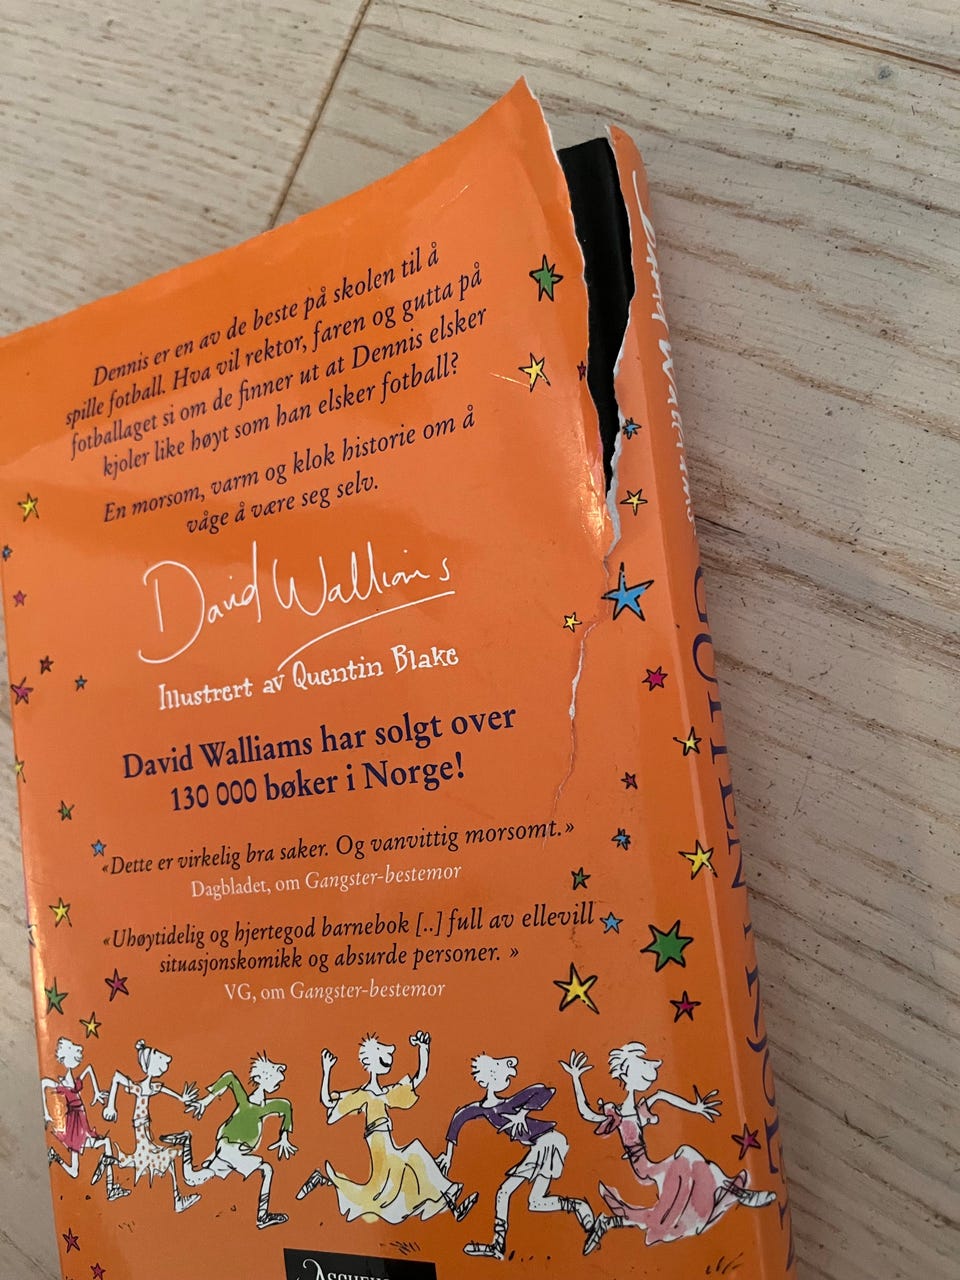 Dennis er en av de beste på skolen til å
spille fotball. Hva vil rektor, faren og gutta på
fotballaget si om de finner ut at Dennis elsker
kjoler like høyt som han elsker fotball?
En morsom, varm og klok historie om å
våge å være seg selv.
David Walliams
Illustrert av Quentin Blake
David Walliams har solgt over
130 000 bøker i Norge!
«Dette er virkelig bra saker. Og vanvittig morsomt.»
Dagbladet, om Gangster-bestemor
«Uhøytidelig og hjertegod barnebok [..] full av ellevill
situasjonskomikk og absurde personer. »
VG, om Gangster-bestemor
DAVID WALLIAMS
GUTTEN I KJOLE